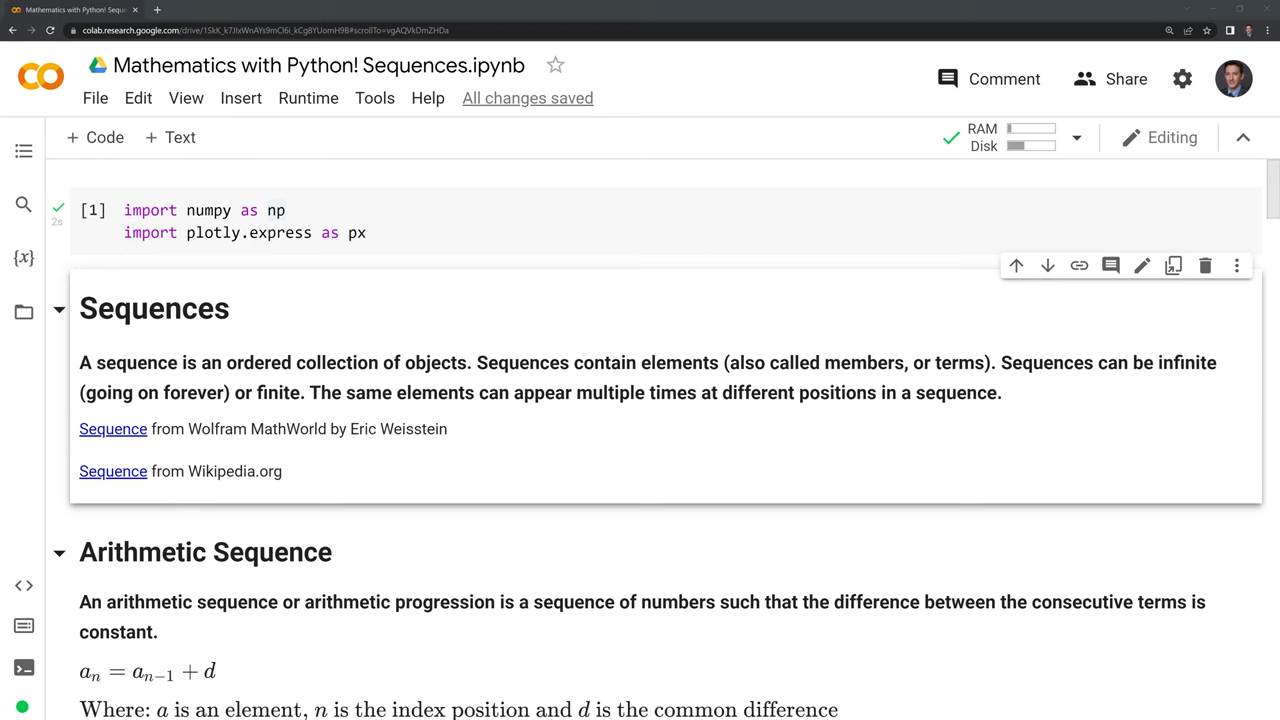 Mathematics with Python! Sequ
colab.research.google.com/drive/1SkK_k7JIxWnAYs9mCl6i_kCg8YUomH9B#scrollTo=vgAQVkDmZHDa
Mathematics with Python! Sequences.ipynb
Comment
Share
File Edit View Insert Runtime Tools Help All changes saved
+ Code + Text
RAM
Disk
Editing
[1] import numpy as np
2s
import plotly.express as px
Sequences
A sequence is an ordered collection of objects. Sequences contain elements (also called members, or terms). Sequences can be infinite
(going on forever) or finite. The same elements can appear multiple times at different positions in a sequence.
Sequence from Wolfram MathWorld by Eric Weisstein
Sequence from Wikipedia.org
Arithmetic Sequence
An arithmetic sequence or arithmetic progression is a sequence of numbers such that the difference between the consecutive terms is
constant.
aₙ = aₙ₋₁ + d
Where: a is an element, n is the index position and d is the common difference